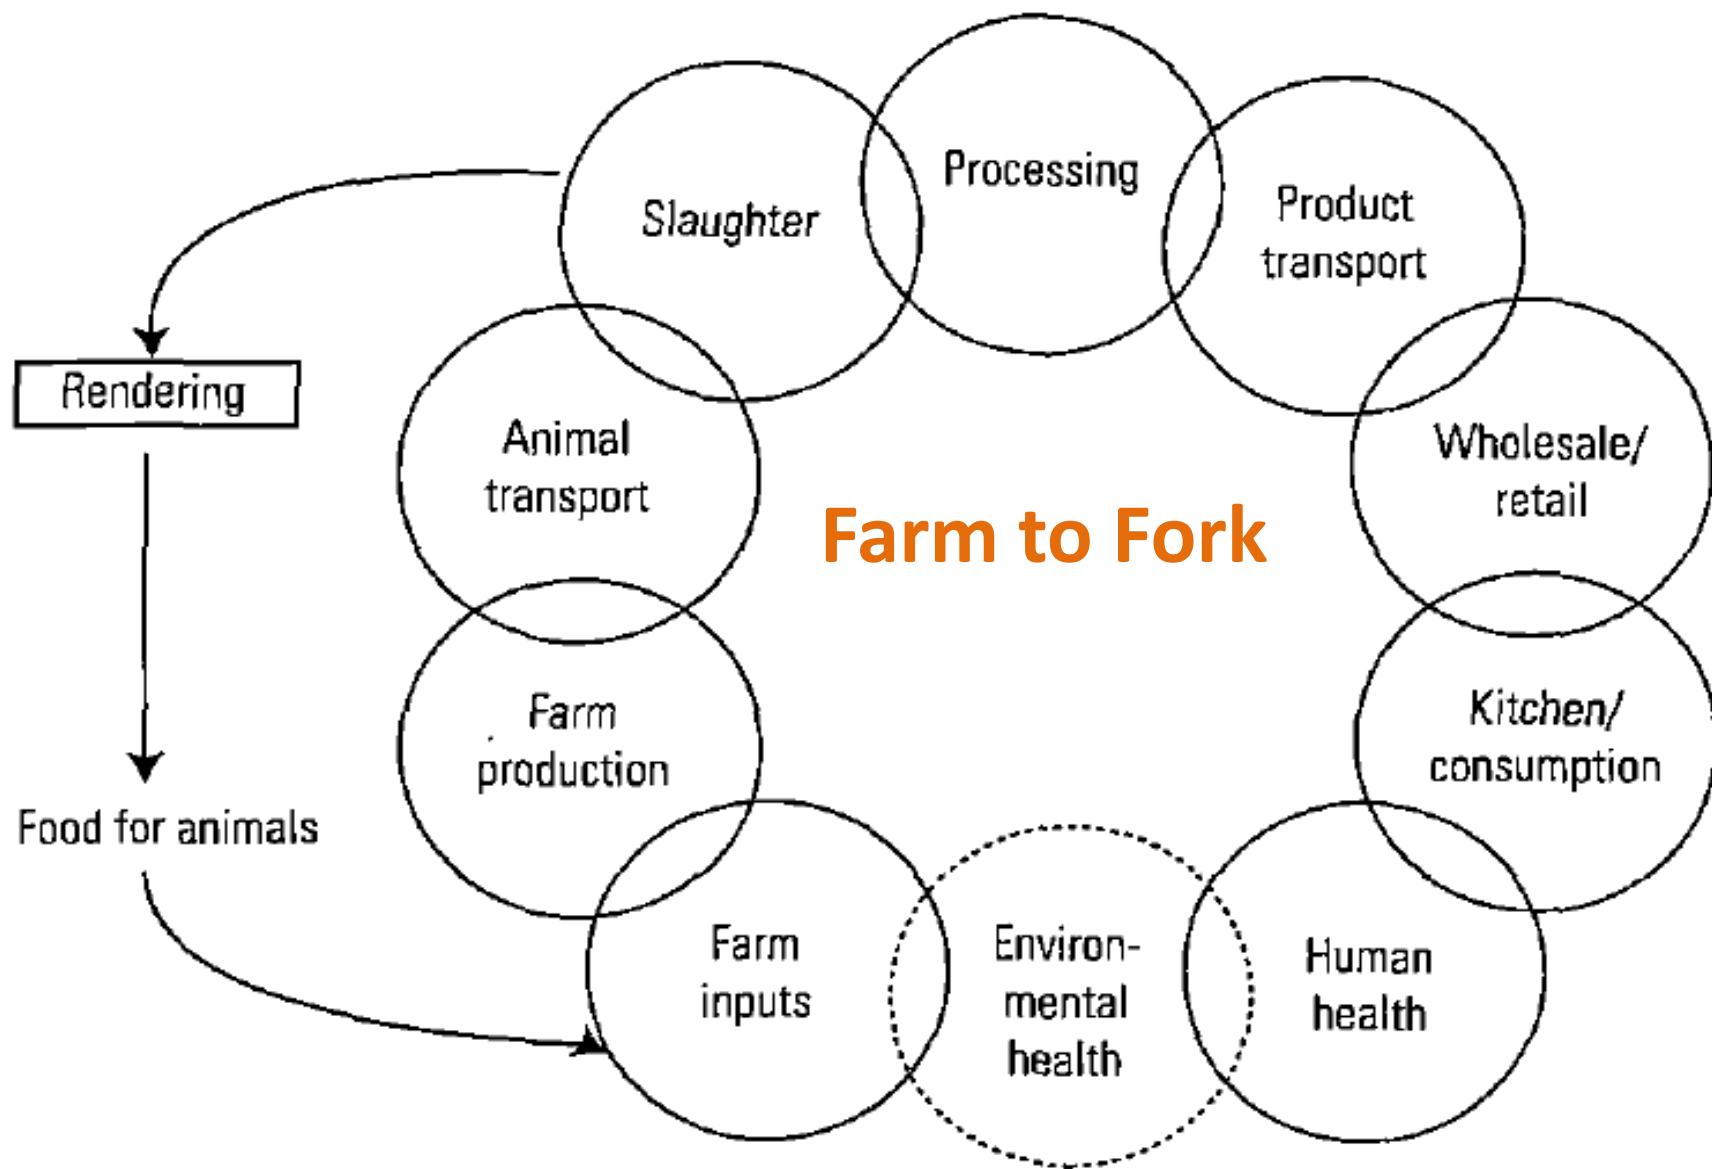 Processing
Slaughter
Product
transport
Rendering
Animal
transport
Wholesale/
retail
Farm to Fork
Farm
production
Kitchen/
consumption
Food for animals
Farm
inputs
Environ-
mental
health
Human
health